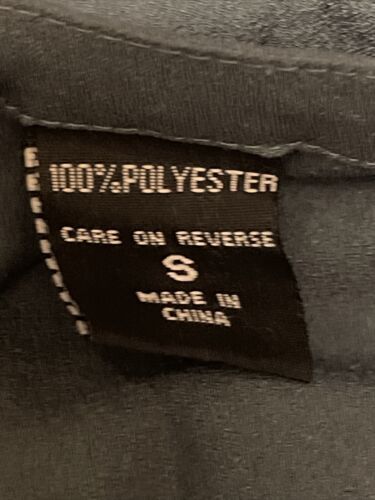 100%POLYESTER
CARE ON REVERSE
S
MADE IN
CHINA